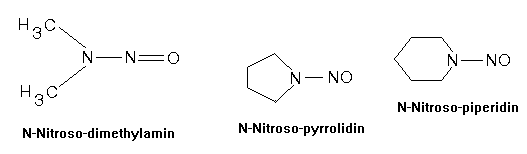 H₃C
N—N=O
H₃C
N-Nitroso-dimethylamin
N—NO
N-Nitroso-pyrrolidin
N—NO
N-Nitroso-piperidin